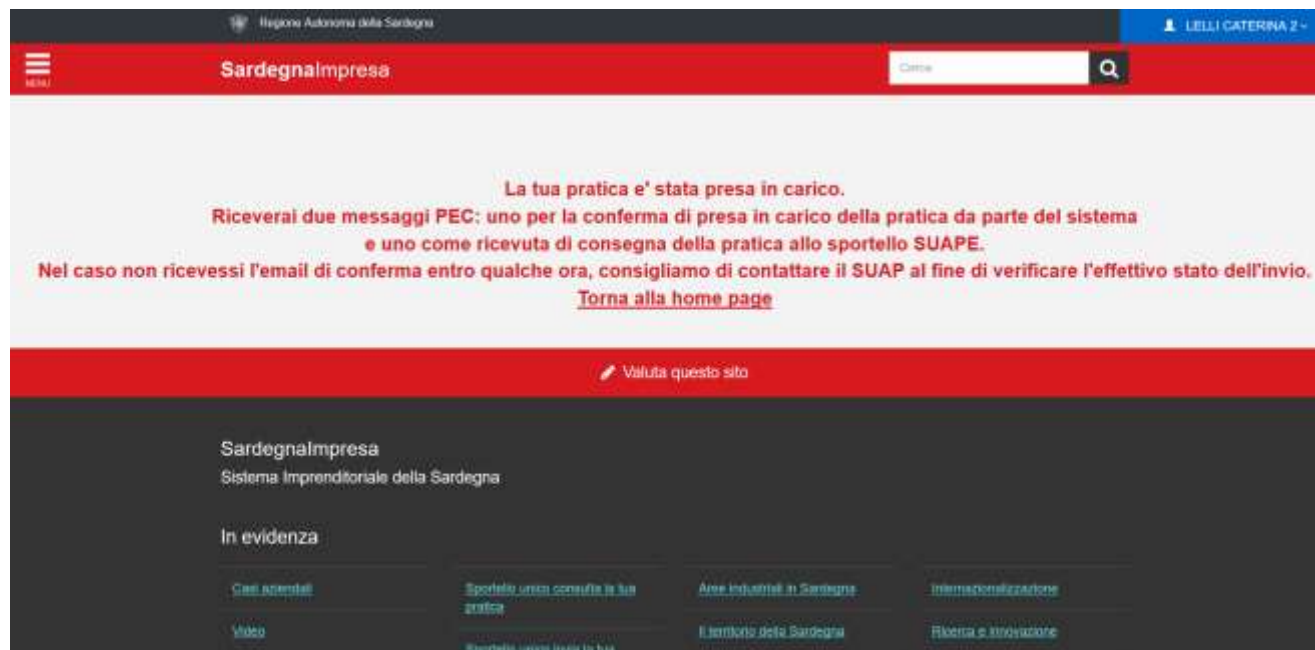 Regione Autonoma della Sardegna
LELLI CATERINA 2
MENU
SardegnaImpresa
Cerca
La tua pratica e' stata presa in carico.
Riceverai due messaggi PEC: uno per la conferma di presa in carico della pratica da parte del sistema
e uno come ricevuta di consegna della pratica allo sportello SUAPE.
Nel caso non ricevessi l'email di conferma entro qualche ora, consigliamo di contattare il SUAP al fine di verificare l'effettivo stato dell'invio.
Torna alla home page
Valuta questo sito
SardegnaImpresa
Sistema Imprenditoriale della Sardegna
In evidenza
Casi aziendali
Sportello unico consulta la tua
pratica
Aree industriali in Sardegna
Internazionalizzazione
Video
Sportello unico invia la tua
Il territorio della Sardegna
Ricerca e innovazione